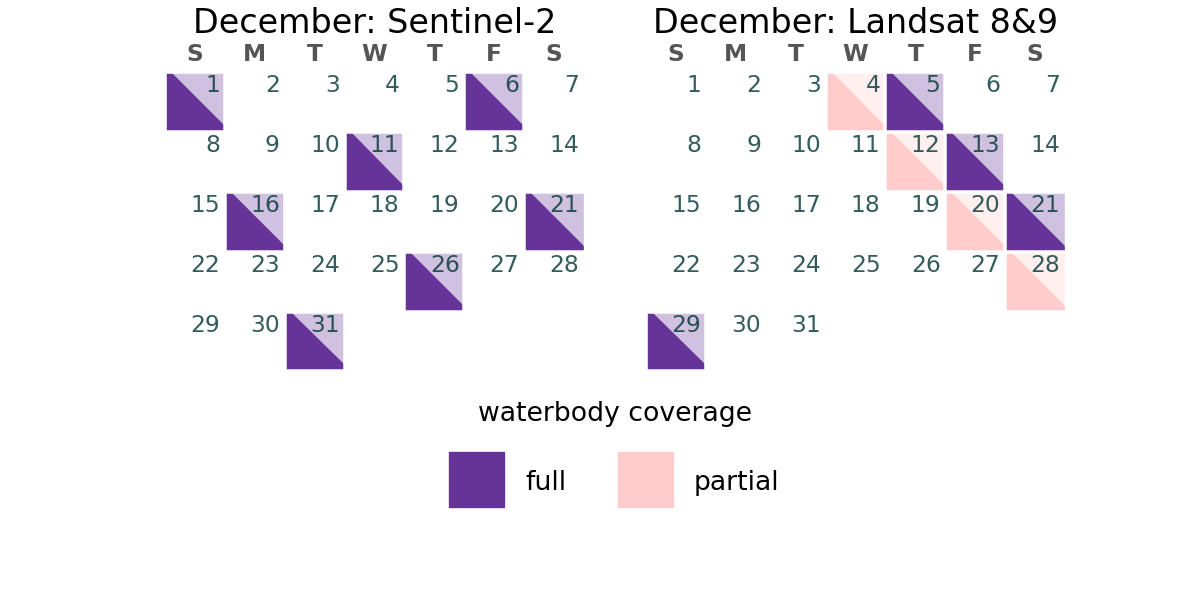 December: Sentinel-2
S M T W T F S
1 2 3 4 5 6 7
8 9 10 11 12 13 14
15 16 17 18 19 20 21
22 23 24 25 26 27 28
29 30 31
December: Landsat 8&9
S M T W T F S
1 2 3 4 5 6 7
8 9 10 11 12 13 14
15 16 17 18 19 20 21
22 23 24 25 26 27 28
29 30 31
waterbody coverage
full partial